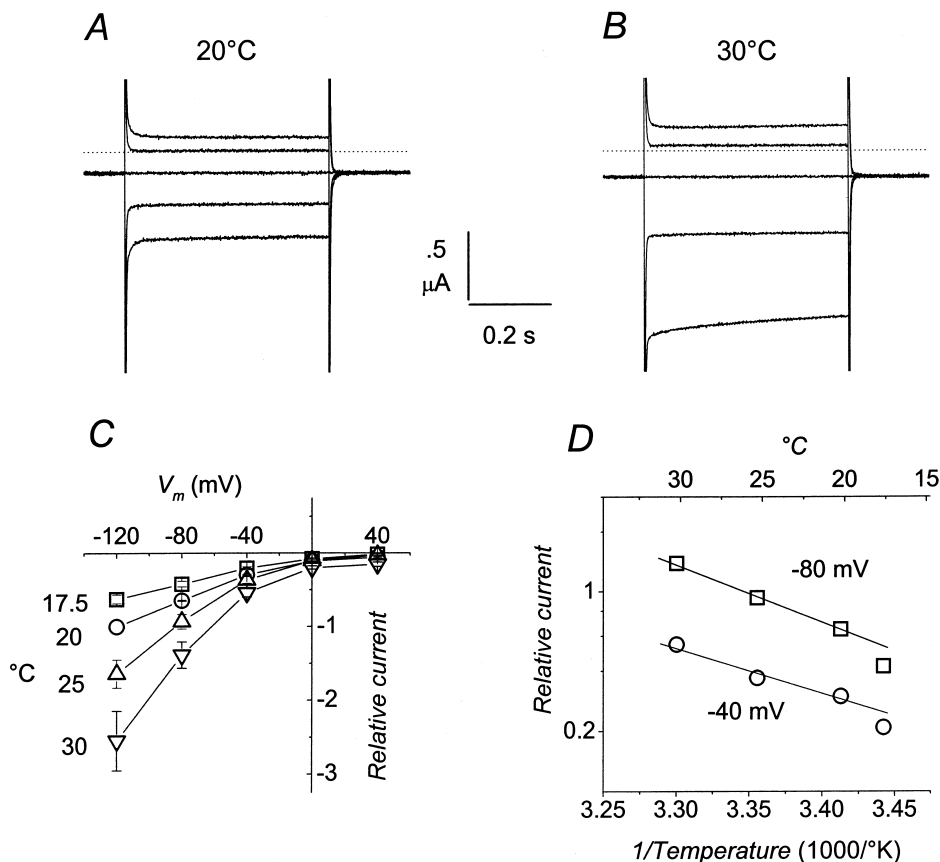 A
20°C
B
30°C
.5
μA
0.2 s
C
V_m (mV)
-120 -80 -40 40
17.5
20
°C
25
30
-1
-2
-3
Relative current
D
°C
30 25 20 15
1
0.2
Relative current
-80 mV
-40 mV
3.25 3.30 3.35 3.40 3.45
1/Temperature (1000/°K)